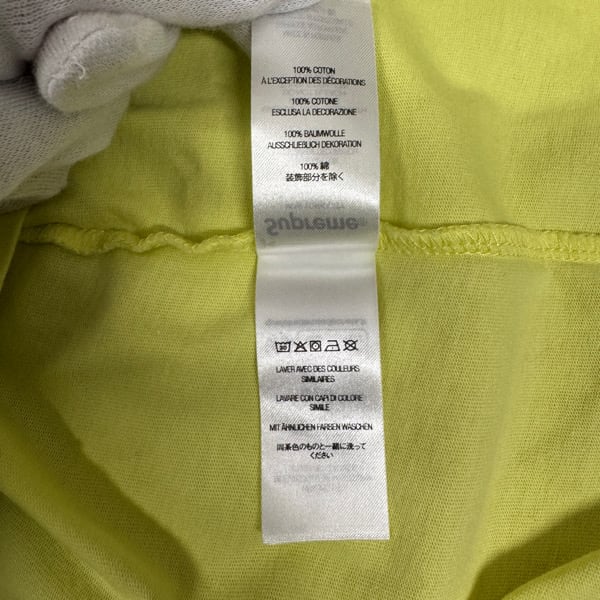 100% COTON
À L'EXCEPTION DES DÉCORATIONS
100% COTONE
ESCLUSA LA DECORAZIONE
100% BAUMWOLLE
AUSSCHLIEBLICH DEKORATION
100% 綿
装飾部分を除く
Supreme
LAVER AVEC DES COULEURS
SIMILAIRES
LAVARE CON CAPI DI COLORE
SIMILE
MIT ÄHNLICHEN FARBEN WASCHEN
同系色のものと一緒に洗って
ください